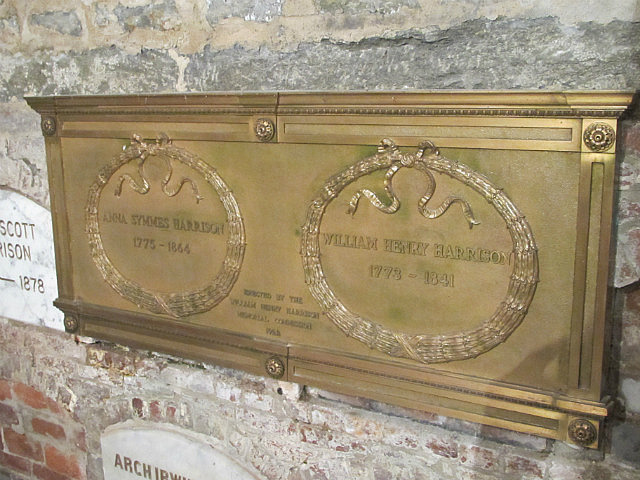 ANNA SYMMES HARRISON
1775 - 1864
WILLIAM HENRY HARRISON
1773 - 1841
ERECTED BY THE
WILLIAM HENRY HARRISON
MEMORIAL COMMISSION
SCOTT
RISON
1878
ARCH IRWIN